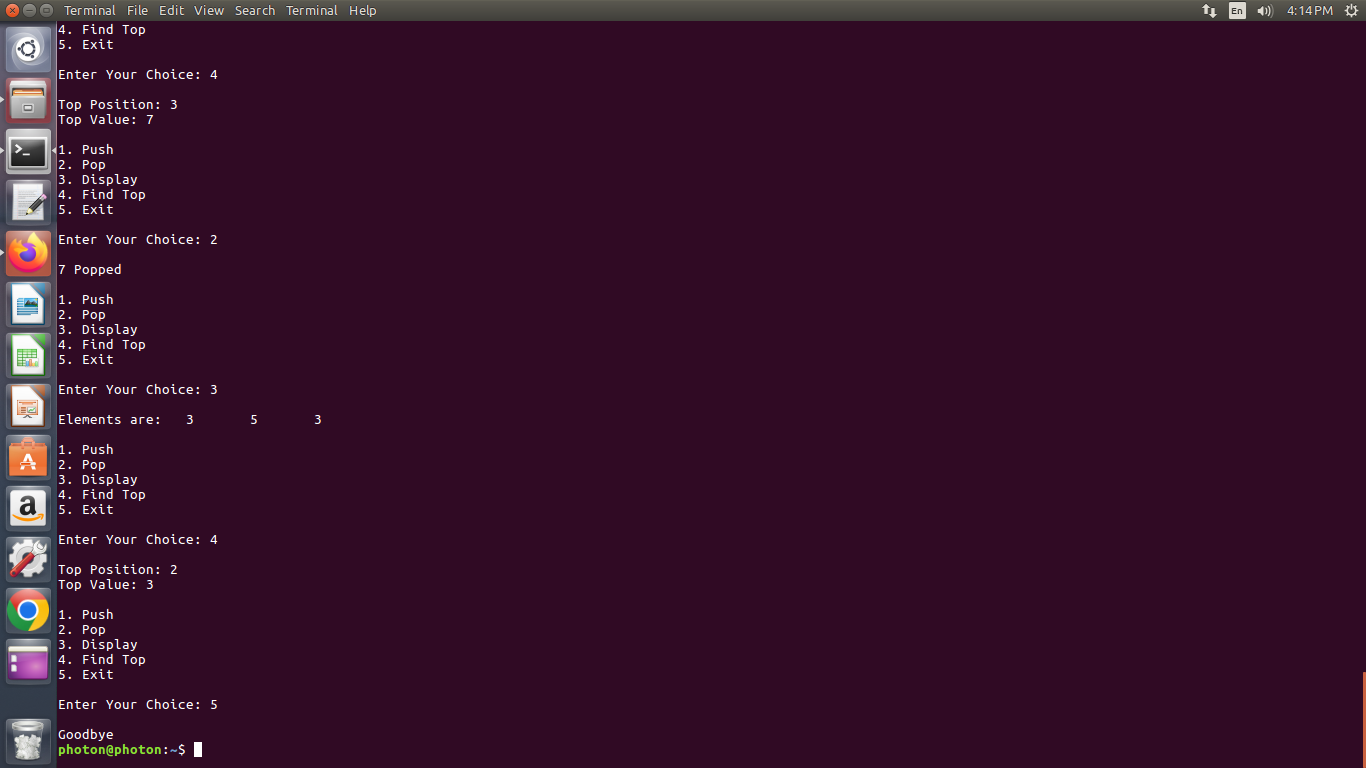 Terminal File Edit View Search Terminal Help En 4:14 PM
4. Find Top
5. Exit
Enter Your Choice: 4
Top Position: 3
Top Value: 7
1. Push
2. Pop
3. Display
4. Find Top
5. Exit
Enter Your Choice: 2
7 Popped
1. Push
2. Pop
3. Display
4. Find Top
5. Exit
Enter Your Choice: 3
Elements are: 3 5 3
1. Push
2. Pop
3. Display
4. Find Top
5. Exit
Enter Your Choice: 4
Top Position: 2
Top Value: 3
1. Push
2. Pop
3. Display
4. Find Top
5. Exit
Enter Your Choice: 5
Goodbye
photon@photon:~$